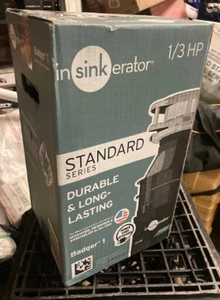 insinkerator®
1/3 HP
STANDARD
SERIES
DURABLE
& LONG-
LASTING
Badger® 1